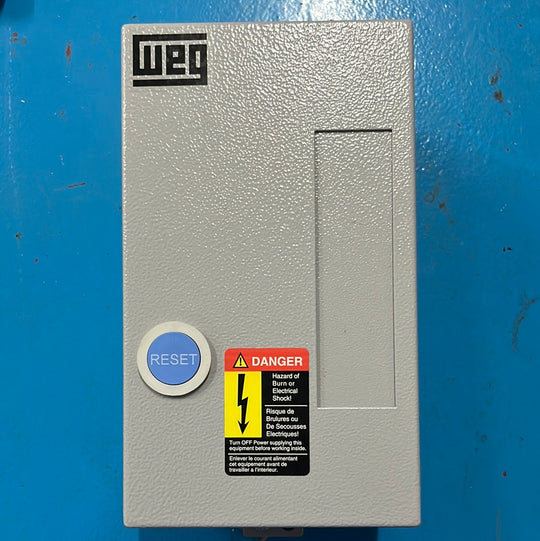 weg
RESET
DANGER
Hazard of
Burn or
Electrical
Shock!
Risque de
Brulures ou
De Secousses
Electriques!
Turn OFF Power supplying this
equipment before working inside.
Enlever le courant alimentant
cet equipement avant de
travailler a l'interieur.